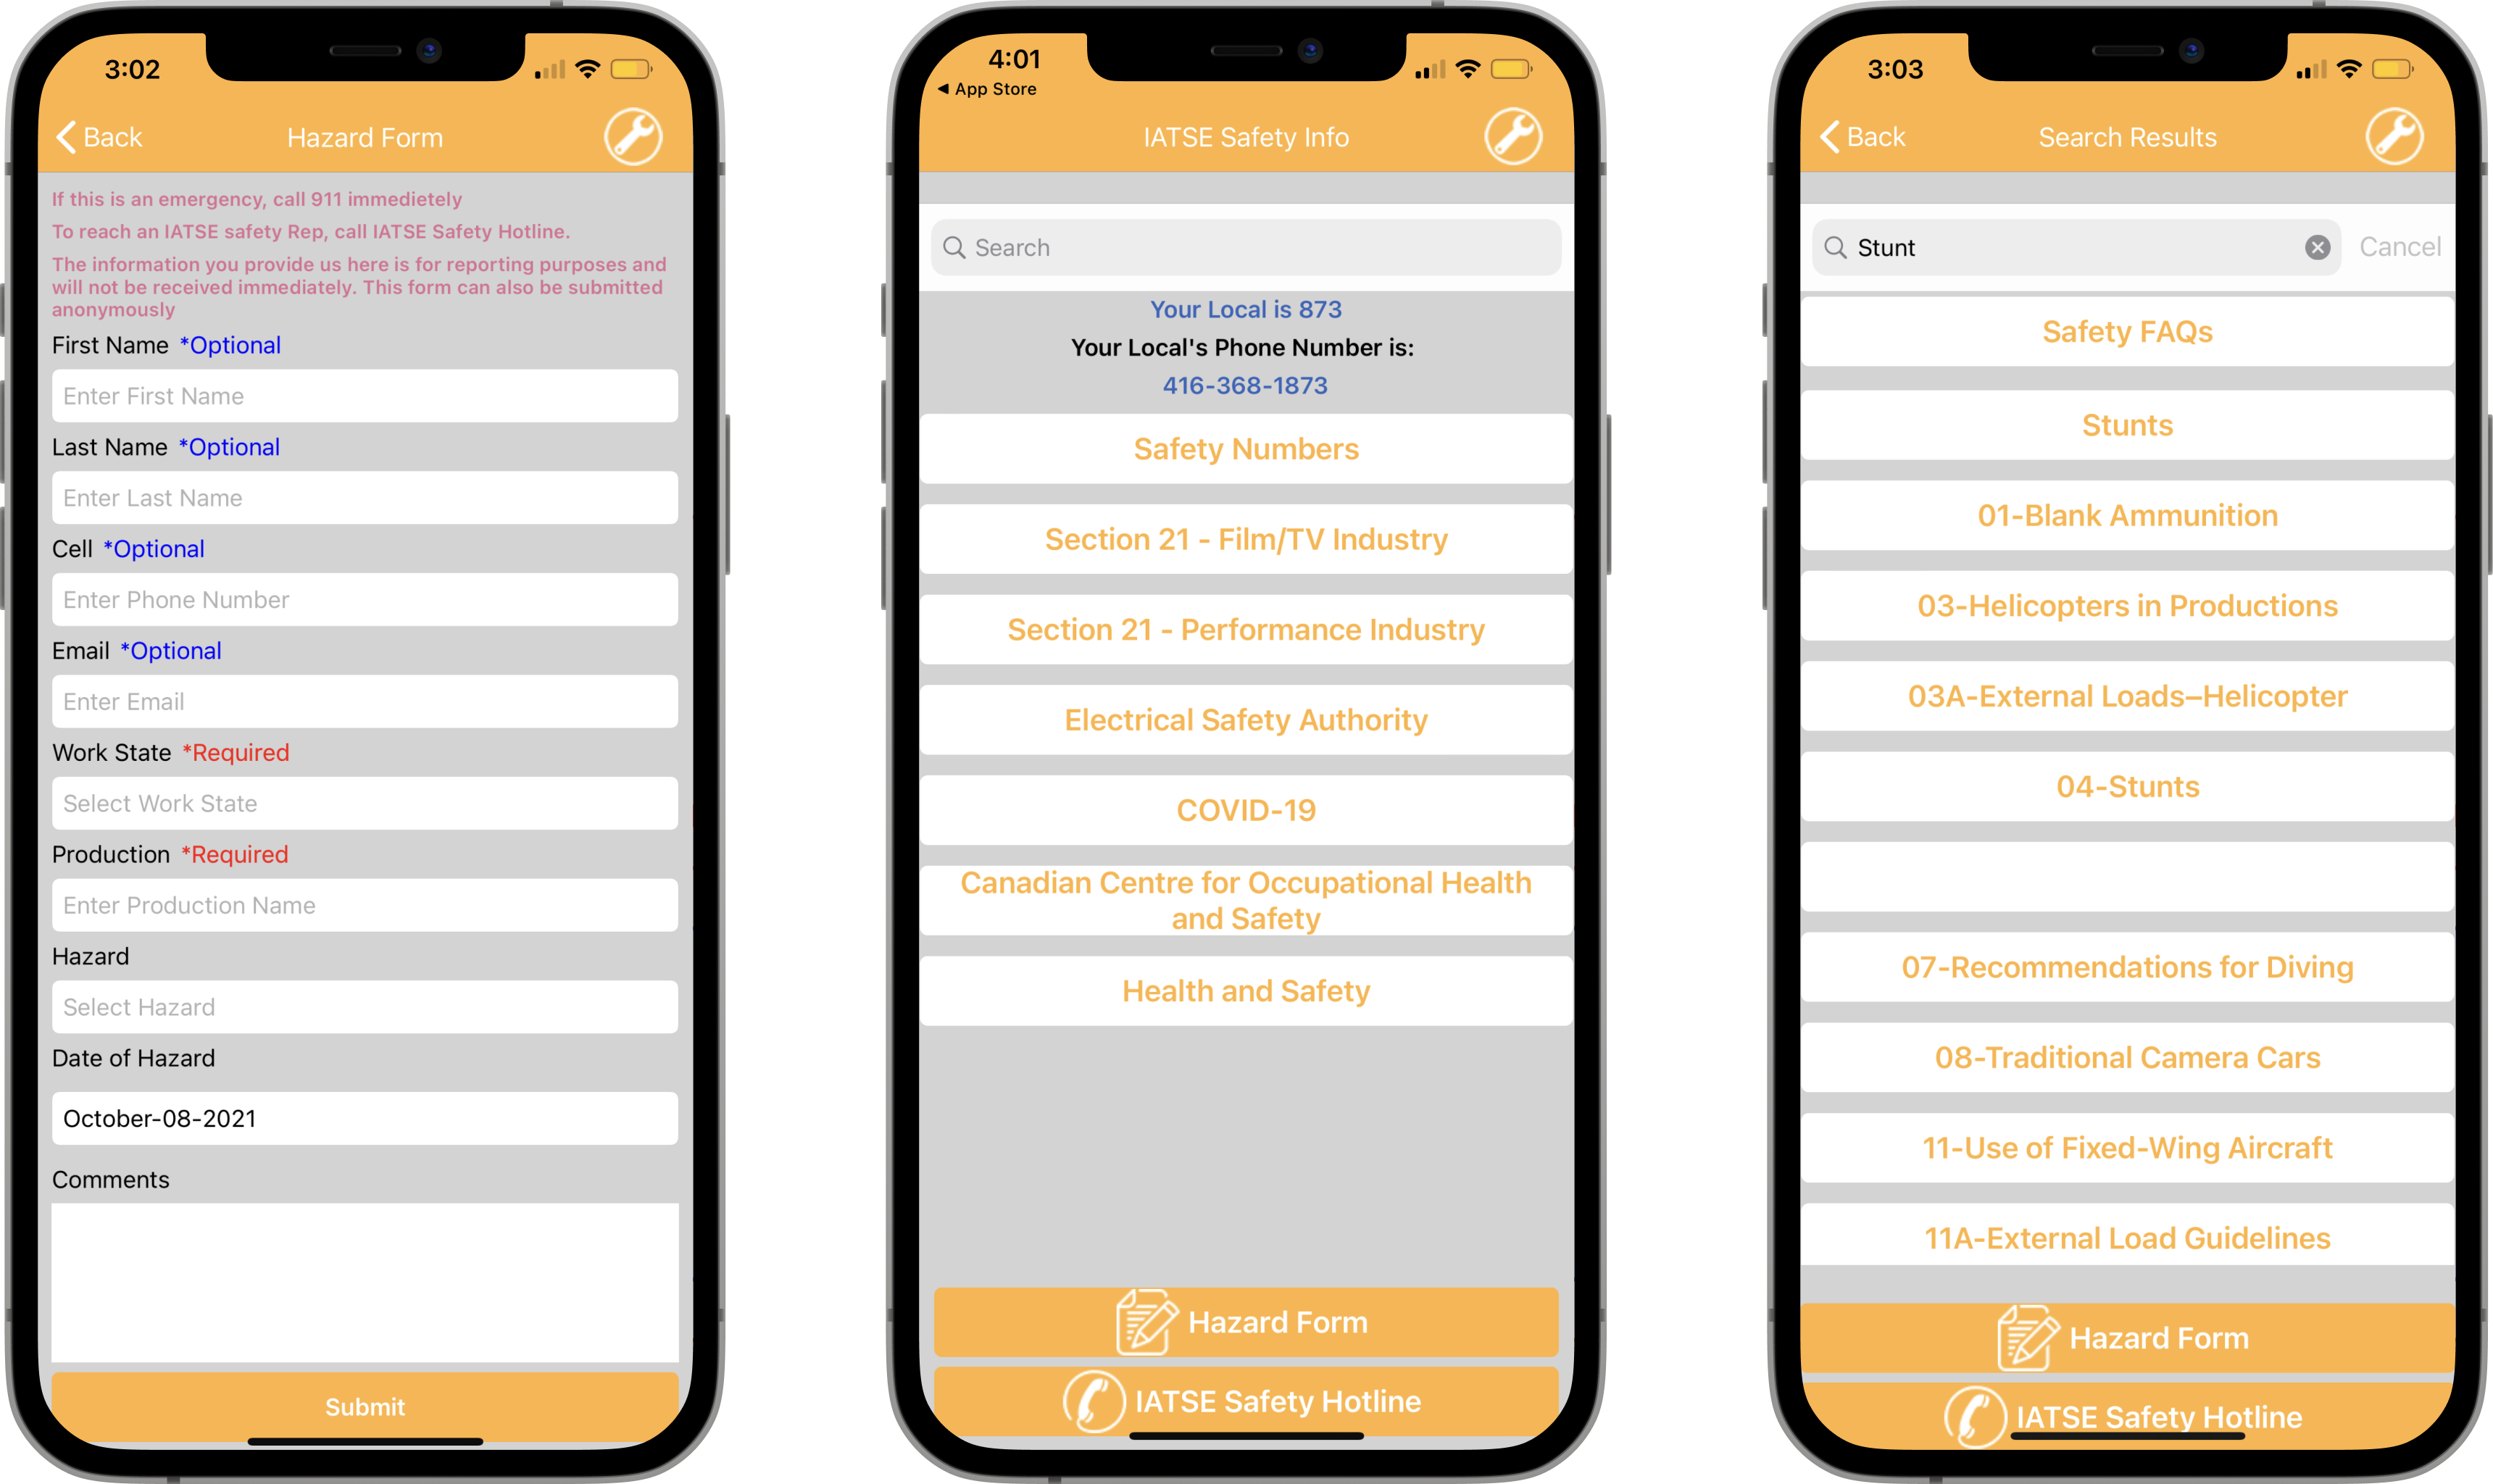 3:02
Back
Hazard Form
If this is an emergency, call 911 immedietely
To reach an IATSE safety Rep, call IATSE Safety Hotline.
The information you provide us here is for reporting purposes and
will not be received immediately. This form can also be submitted
anonymously
First Name *Optional
Enter First Name
Last Name *Optional
Enter Last Name
Cell *Optional
Enter Phone Number
Email *Optional
Enter Email
Work State *Required
Select Work State
Production *Required
Enter Production Name
Hazard
Select Hazard
Date of Hazard
October-08-2021
Comments
Submit
4:01
App Store
IATSE Safety Info
Search
Your Local is 873
Your Local's Phone Number is:
416-368-1873
Safety Numbers
Section 21 - Film/TV Industry
Section 21 - Performance Industry
Electrical Safety Authority
COVID-19
Canadian Centre for Occupational Health
and Safety
Health and Safety
Hazard Form
IATSE Safety Hotline
3:03
Back
Search Results
Stunt
Cancel
Safety FAQs
Stunts
01-Blank Ammunition
03-Helicopters in Productions
03A-External Loads–Helicopter
04-Stunts
07-Recommendations for Diving
08-Traditional Camera Cars
11-Use of Fixed-Wing Aircraft
11A-External Load Guidelines
Hazard Form
IATSE Safety Hotline